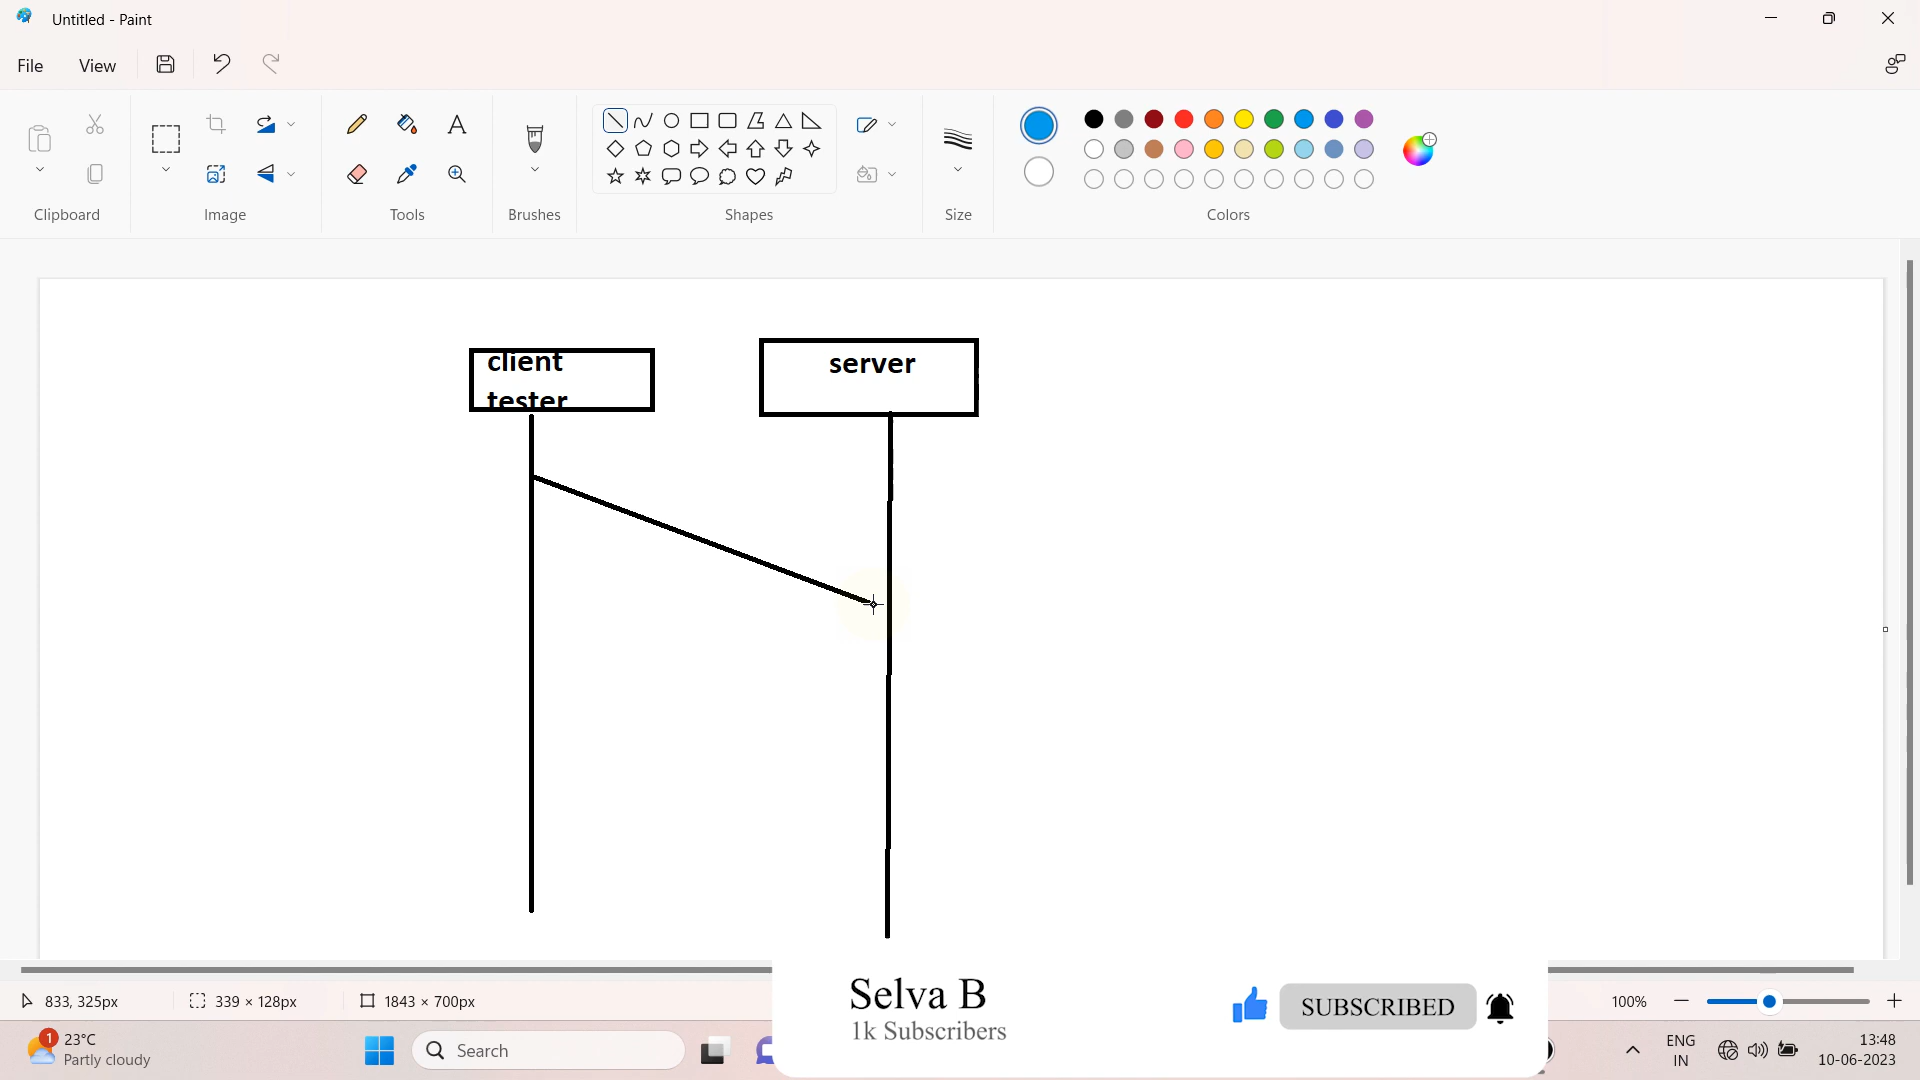 Untitled - Paint
File
View
Clipboard
Image
Tools
Brushes
Shapes
Size
Colors
client
tester
server
833, 325px
339 × 128px
1843 × 700px
100%
Selva B
1k Subscribers
SUBSCRIBED
1
23°C
Partly cloudy
Search
ENG
IN
13:48
10-06-2023